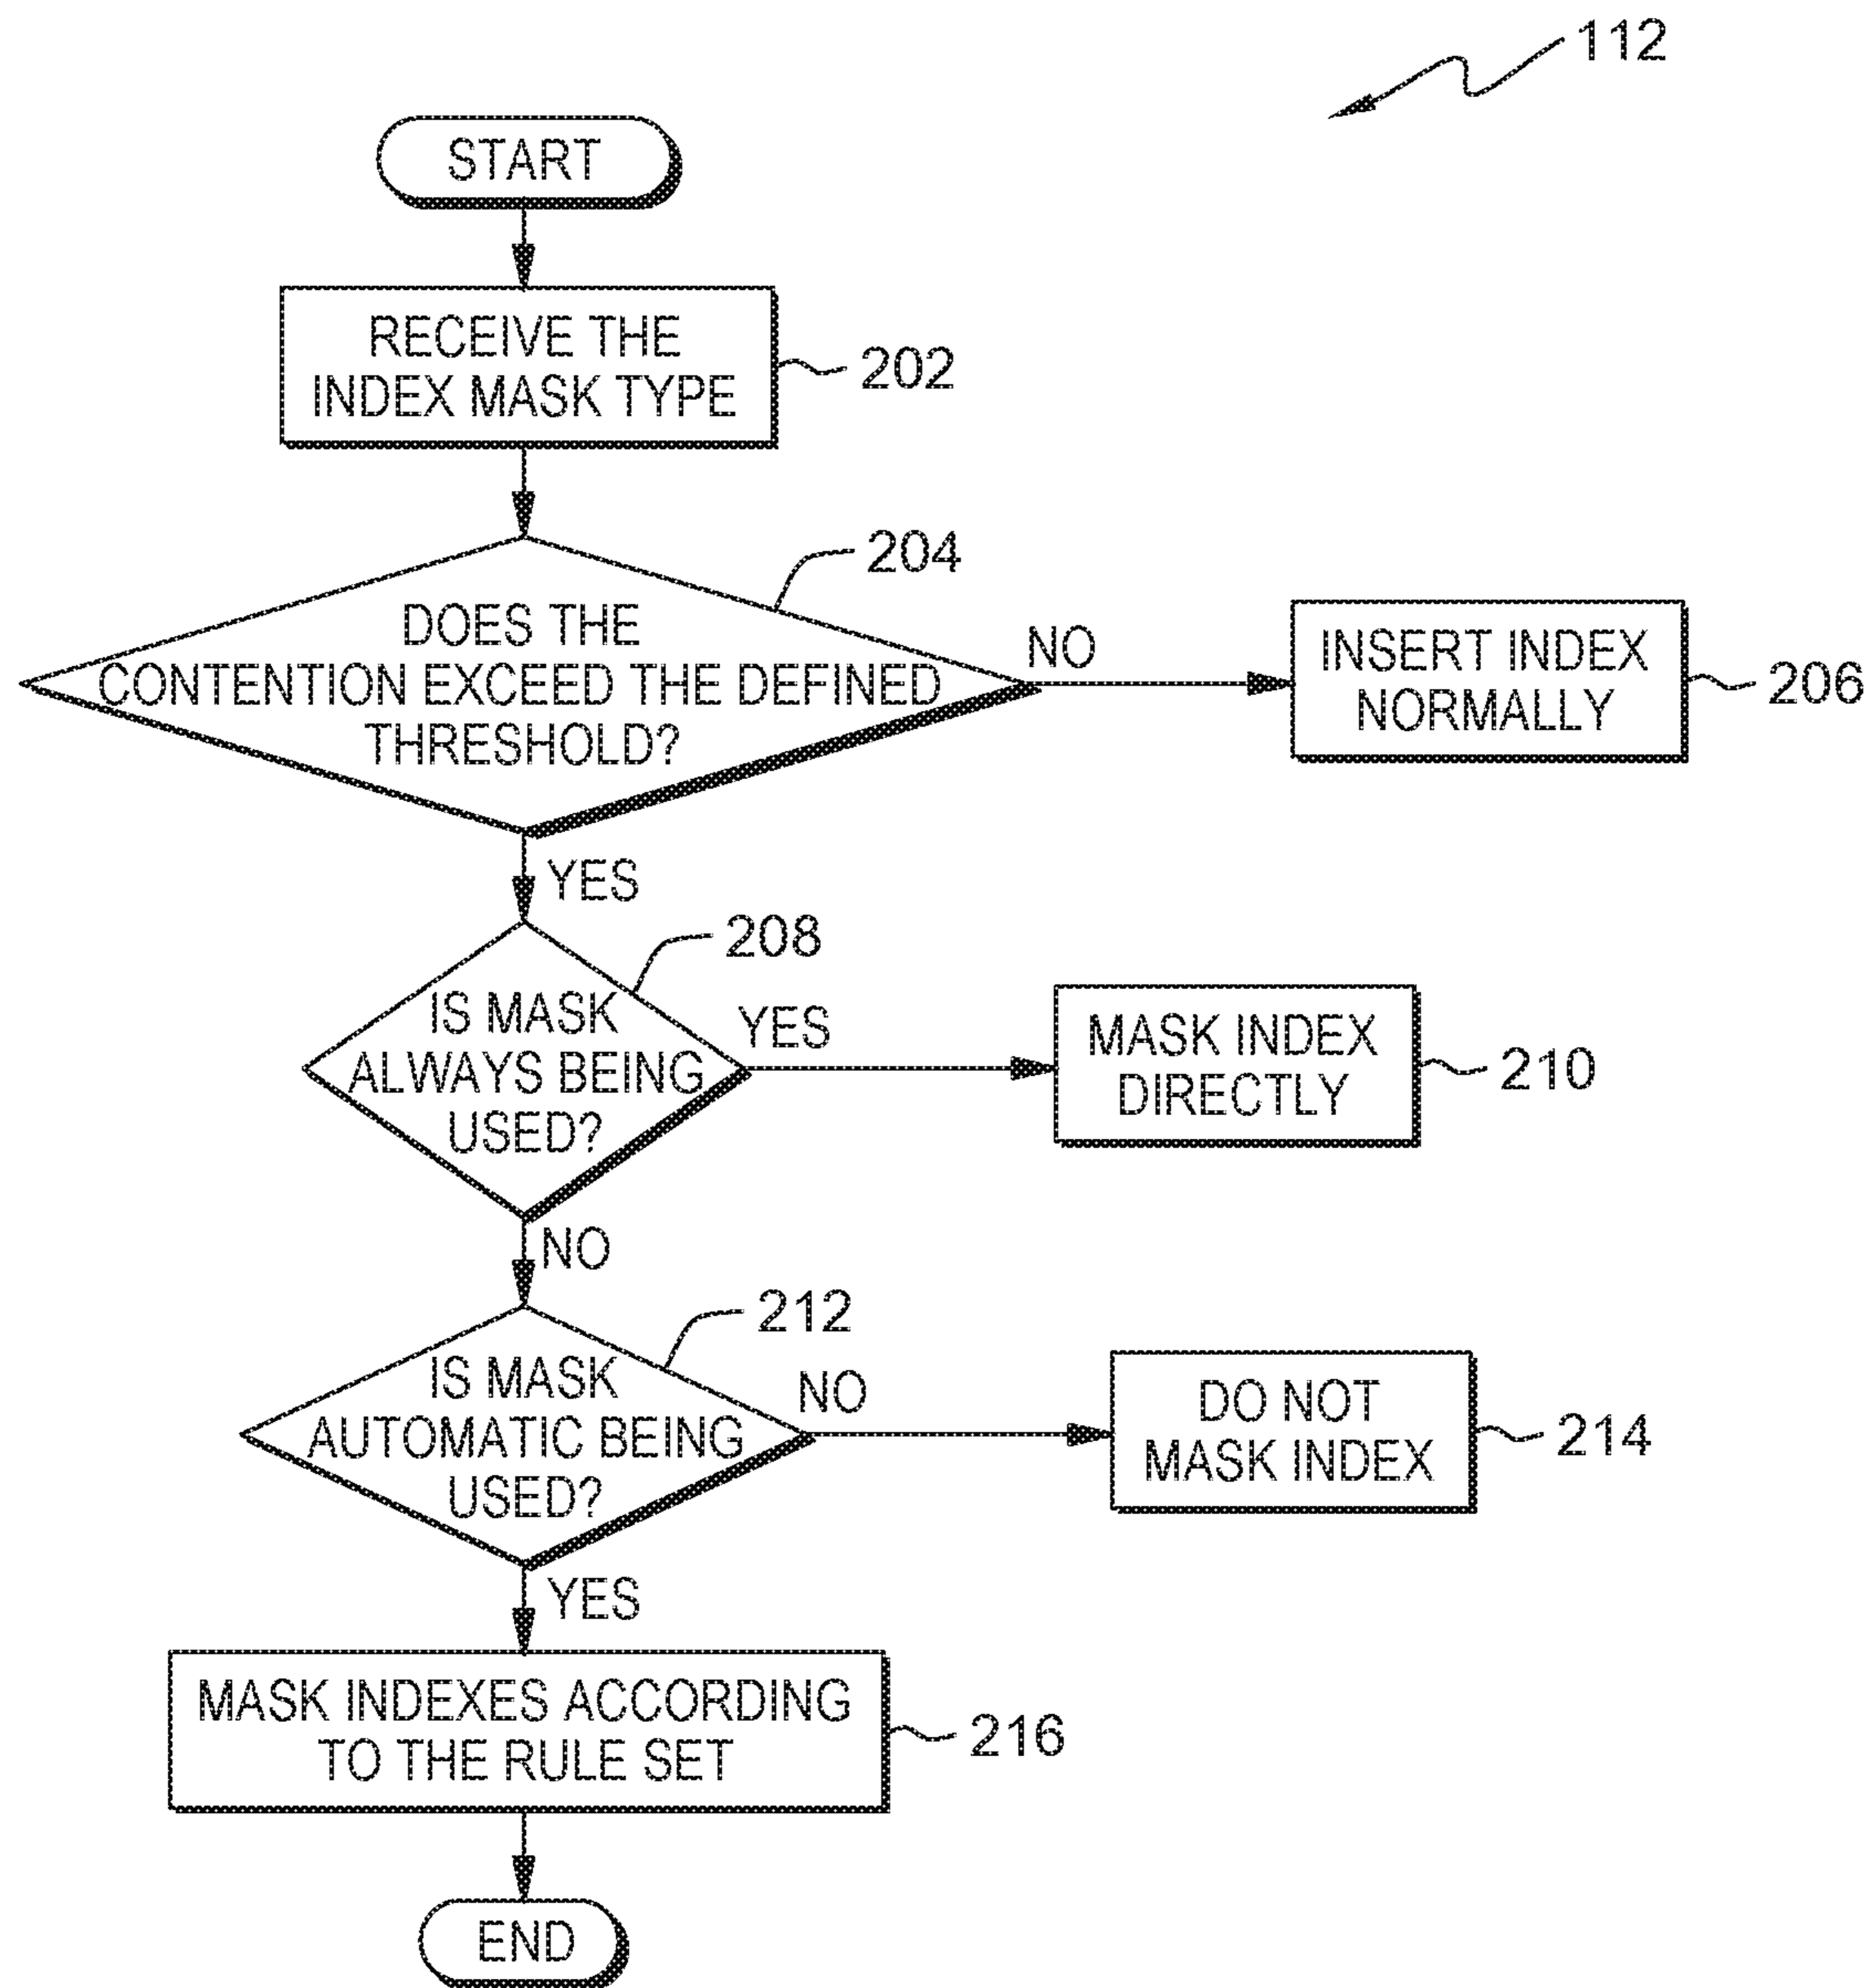 112
START
RECEIVE THE
INDEX MASK TYPE
202
204
DOES THE
CONTENTION EXCEED THE DEFINED
THRESHOLD?
NO
INSERT INDEX
NORMALLY
206
YES
208
IS MASK
ALWAYS BEING
USED?
YES
MASK INDEX
DIRECTLY
210
NO
212
IS MASK
AUTOMATIC BEING
USED?
NO
DO NOT
MASK INDEX
214
YES
MASK INDEXES ACCORDING
TO THE RULE SET
216
END